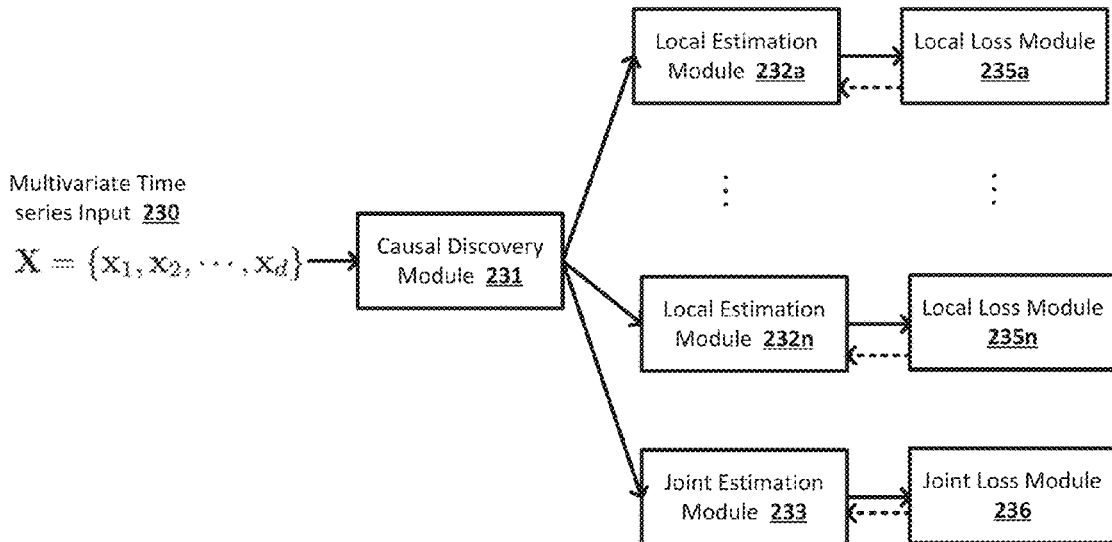 Local Estimation
Module 232a
Local Loss Module
235a
Multivariate Time
series Input 230
X = {x₁, x₂, ⋯, x_d}
Causal Discovery
Module 231
Local Estimation
Module 232n
Local Loss Module
235n
Joint Estimation
Module 233
Joint Loss Module
236